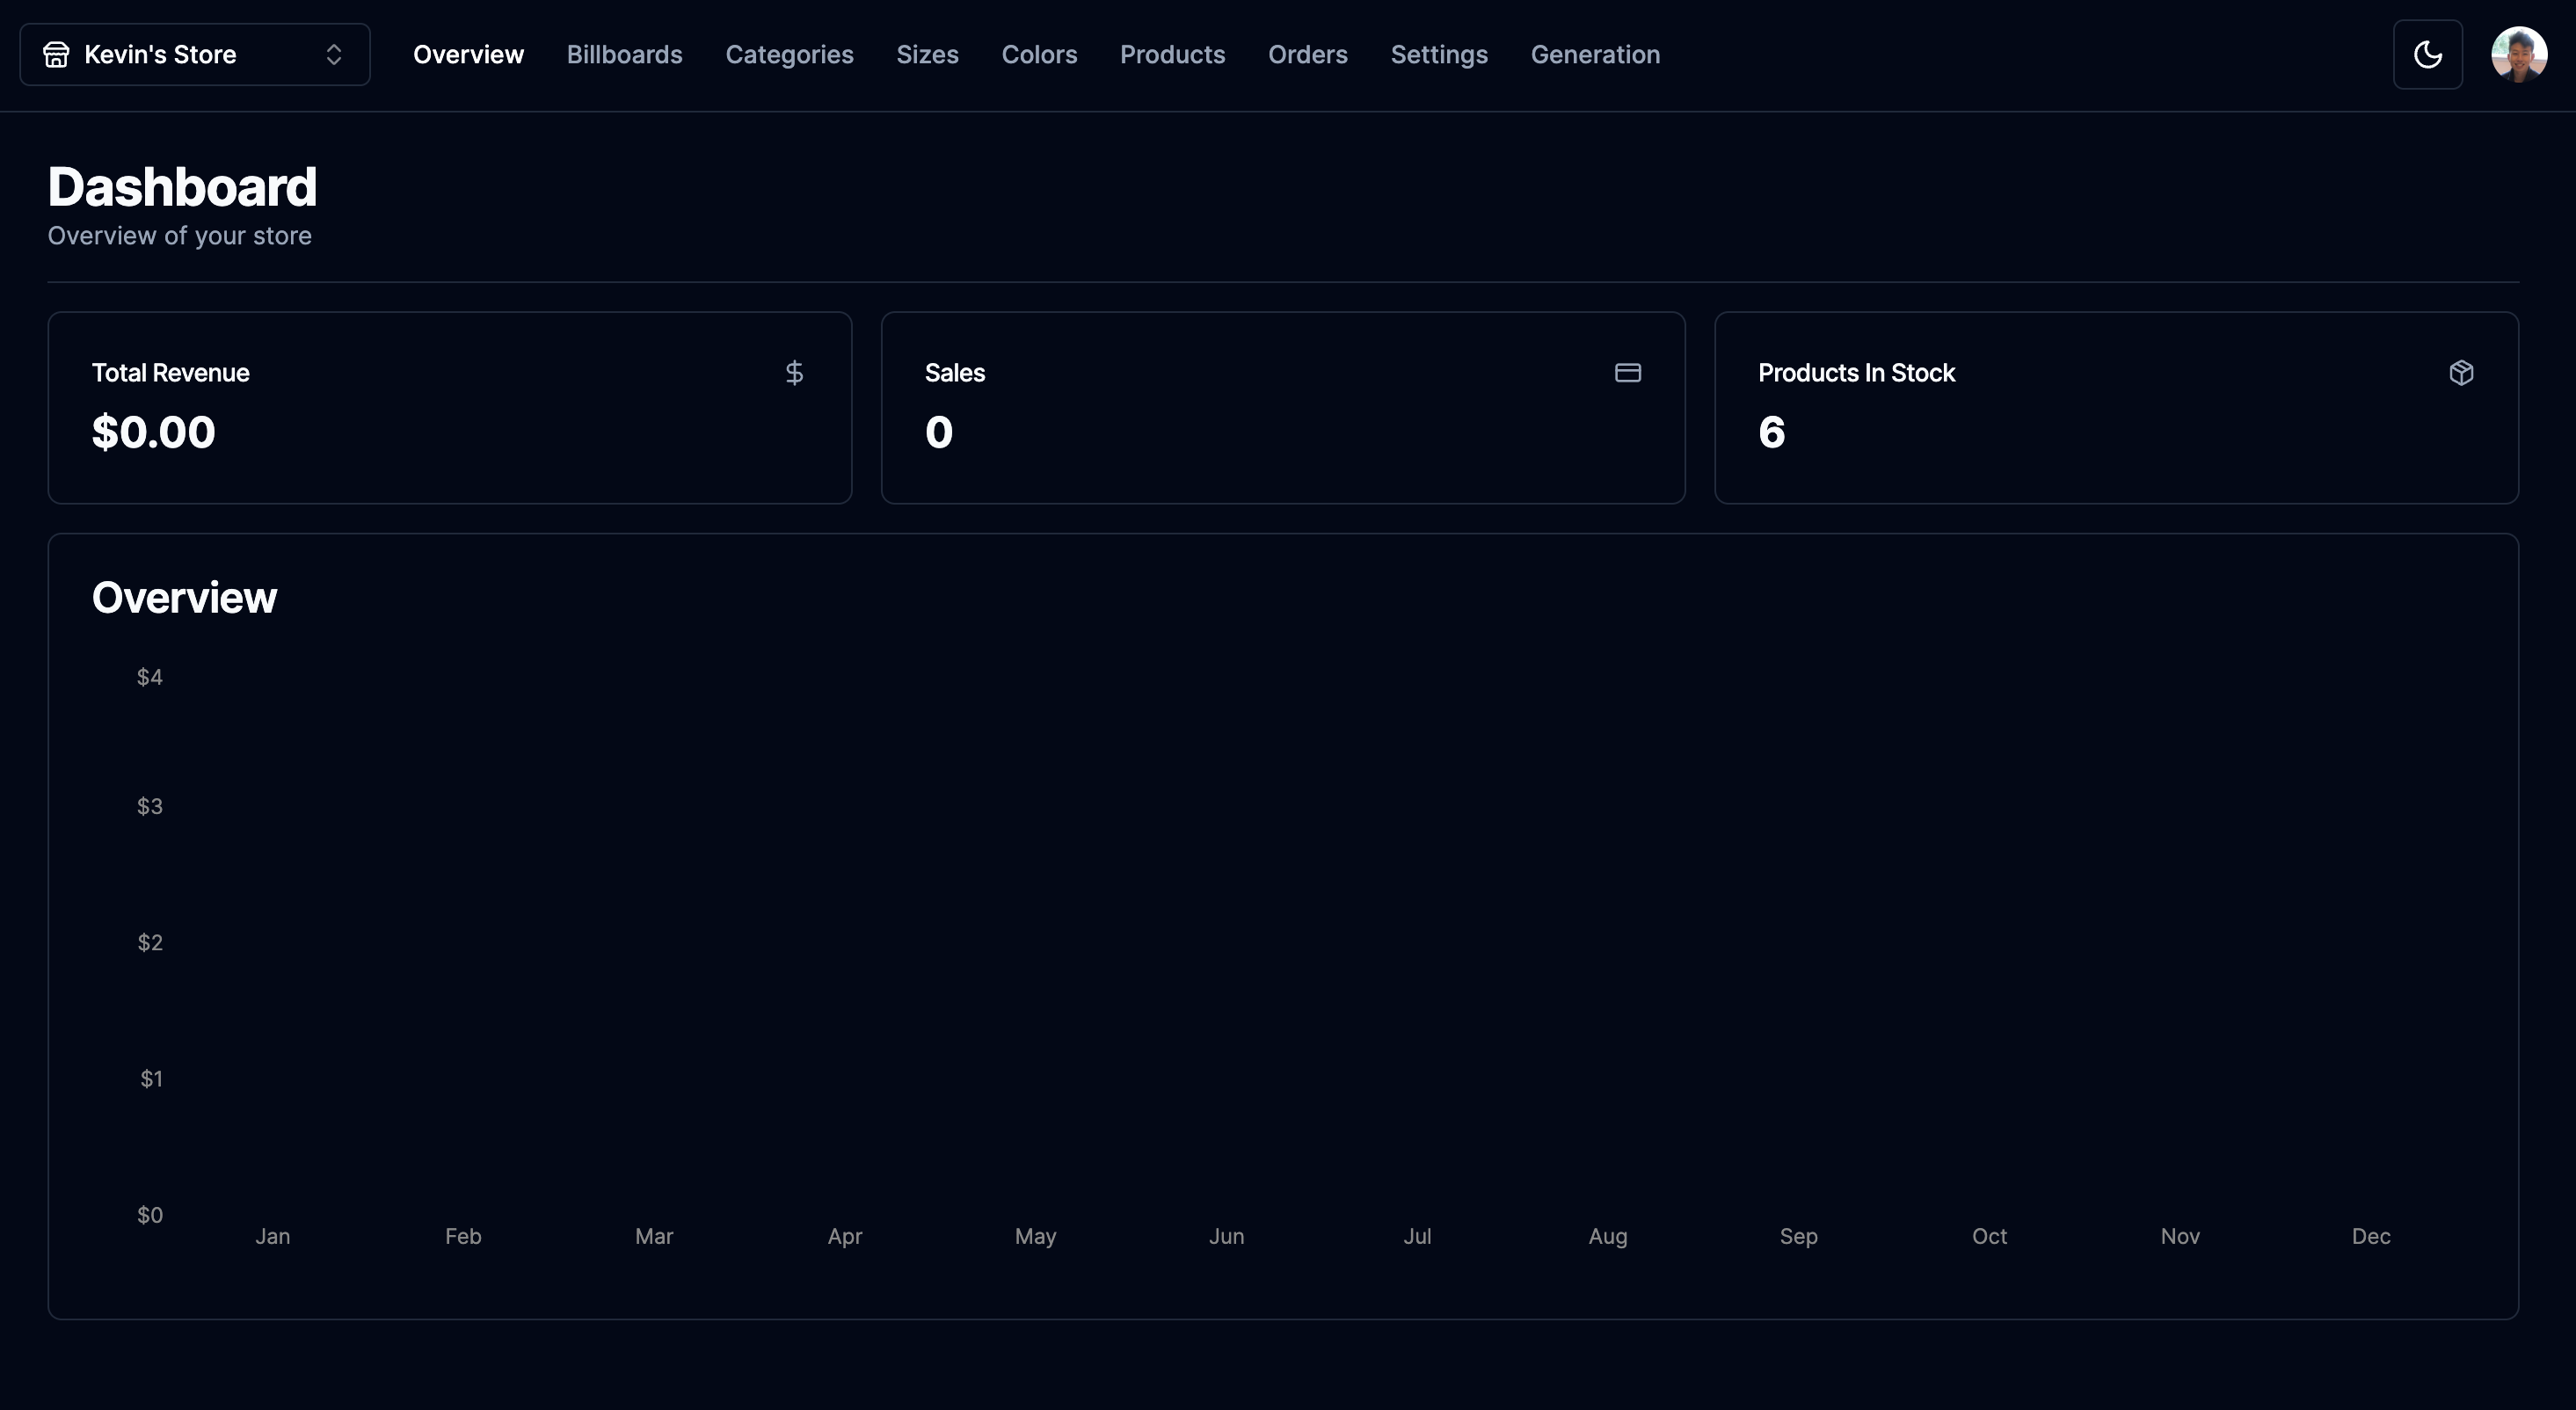 Kevin's Store Overview Billboards Categories Sizes Colors Products Orders Settings Generation
Dashboard
Overview of your store
Total Revenue
$0.00
Sales
0
Products In Stock
6
Overview
$4
$3
$2
$1
$0
Jan Feb Mar Apr May Jun Jul Aug Sep Oct Nov Dec